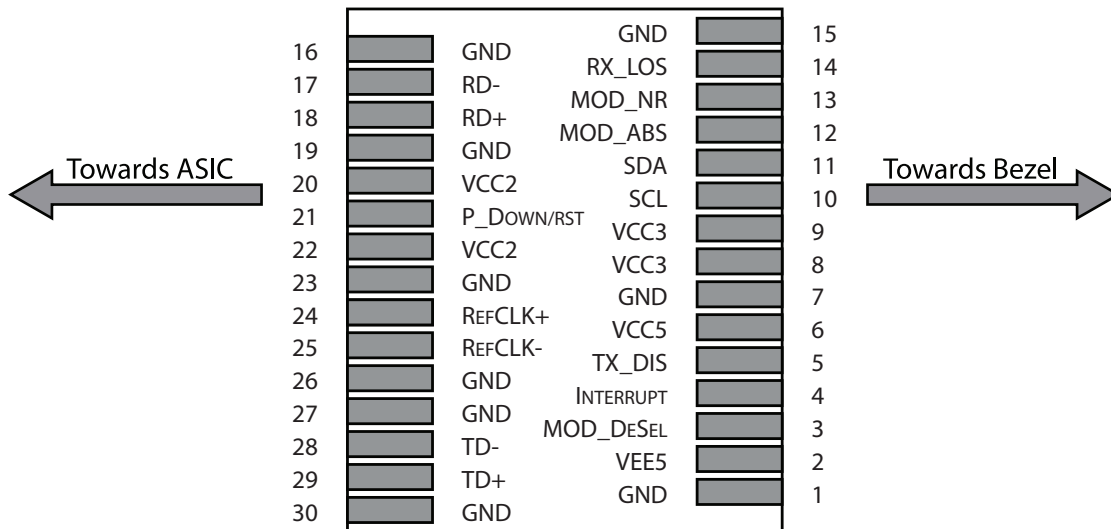 Towards ASIC
16 GND
17 RD-
18 RD+
19 GND
20 VCC2
21 P_DOWN/RST
22 VCC2
23 GND
24 REFCLK+
25 REFCLK-
26 GND
27 GND
28 TD-
29 TD+
30 GND
GND 15
RX_LOS 14
MOD_NR 13
MOD_ABS 12
SDA 11
SCL 10
VCC3 9
VCC3 8
GND 7
VCC5 6
TX_DIS 5
INTERRUPT 4
MOD_DESEL 3
VEE5 2
GND 1
Towards Bezel